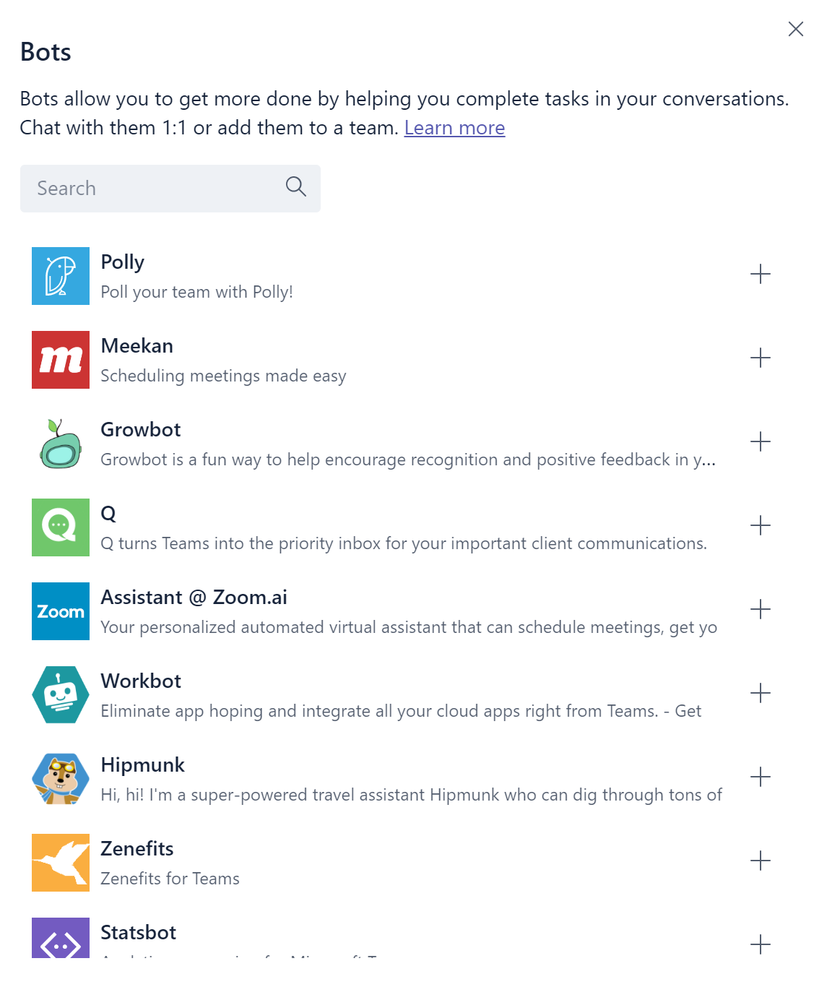 Bots
Bots allow you to get more done by helping you complete tasks in your conversations.
Chat with them 1:1 or add them to a team. Learn more
Search
Polly
Poll your team with Polly!
m
Meekan
Scheduling meetings made easy
Growbot
Growbot is a fun way to help encourage recognition and positive feedback in y...
Q
Q turns Teams into the priority inbox for your important client communications.
Zoom
Assistant @ Zoom.ai
Your personalized automated virtual assistant that can schedule meetings, get yo
Workbot
Eliminate app hoping and integrate all your cloud apps right from Teams. - Get
Hipmunk
Hi, hi! I'm a super-powered travel assistant Hipmunk who can dig through tons of
Zenefits
Zenefits for Teams
Statsbot